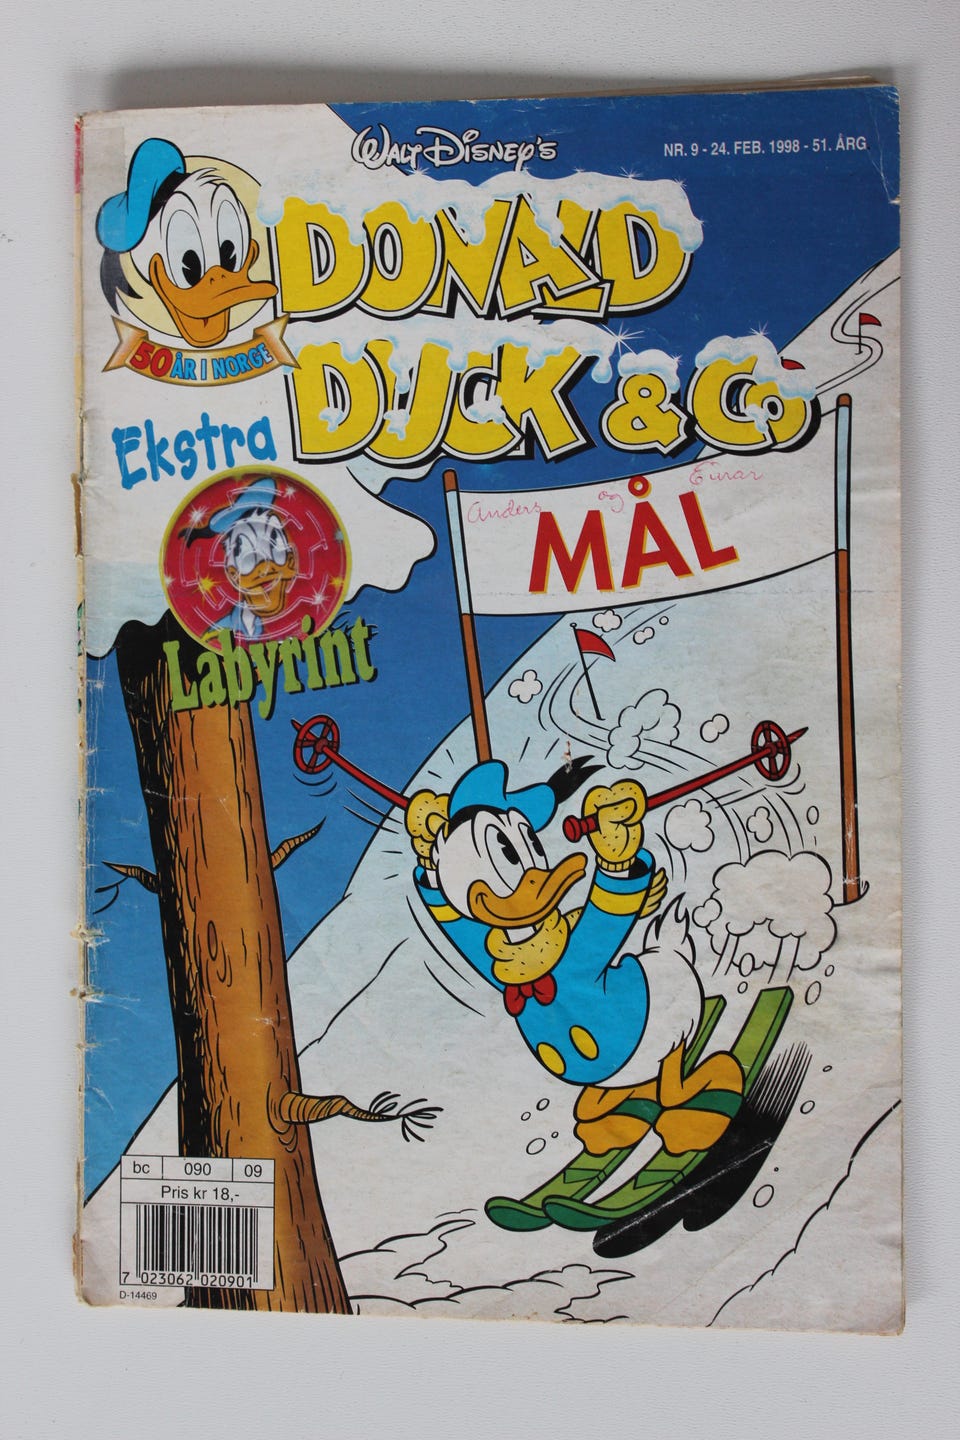 WALT DISNEY'S
NR. 9 - 24. FEB. 1998 - 51. ÅRG
DONALD
DUCK & Co
50 ÅR I NORGE
Ekstra
Labyrint
Anders og Einar
MÅL
bc 090 09
Pris kr 18,-
7 023062 020901
D-14469